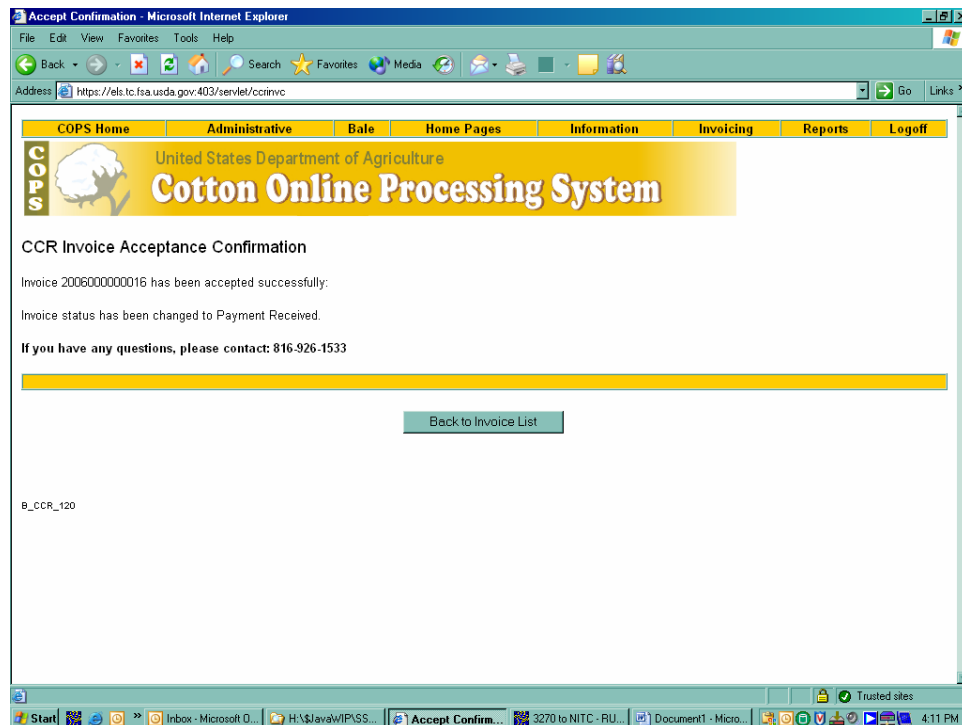 Accept Confirmation - Microsoft Internet Explorer
File Edit View Favorites Tools Help
Back Search Favorites Media
Address https://els.tc.fsa.usda.gov:403/servlet/ccrinvc Go Links
COPS Home Administrative Bale Home Pages Information Invoicing Reports Logoff
COPS
United States Department of Agriculture
Cotton Online Processing System
CCR Invoice Acceptance Confirmation
Invoice 2006000000016 has been accepted successfully:
Invoice status has been changed to Payment Received.
If you have any questions, please contact: 816-926-1533
Back to Invoice List
B_CCR_120
Trusted sites
Start Inbox - Microsoft O... H:\$JavaWIP\SS... Accept Confirm... 3270 to NITC - RU... Document1 - Micro... 4:11 PM